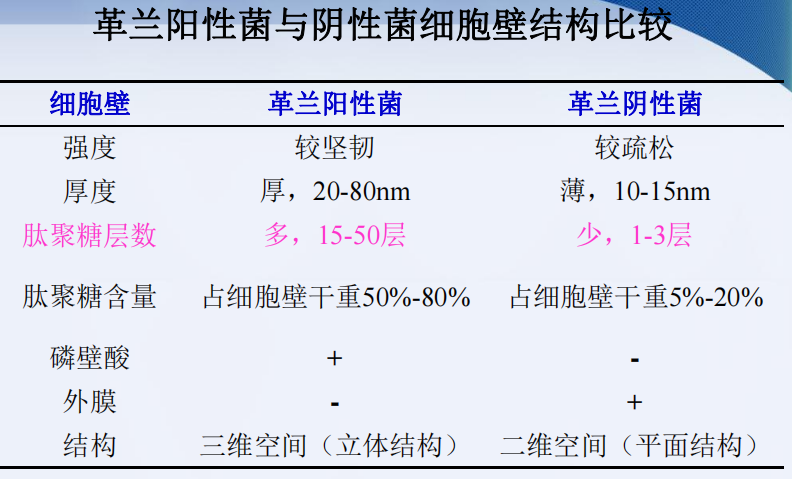 革兰阳性菌与阴性菌细胞壁结构比较
细胞壁 革兰阳性菌 革兰阴性菌
强度 较坚韧 较疏松
厚度 厚，20-80nm 薄，10-15nm
肽聚糖层数 多，15-50层 少，1-3层
肽聚糖含量 占细胞壁干重50%-80% 占细胞壁干重5%-20%
磷壁酸 + -
外膜 - +
结构 三维空间（立体结构） 二维空间（平面结构）